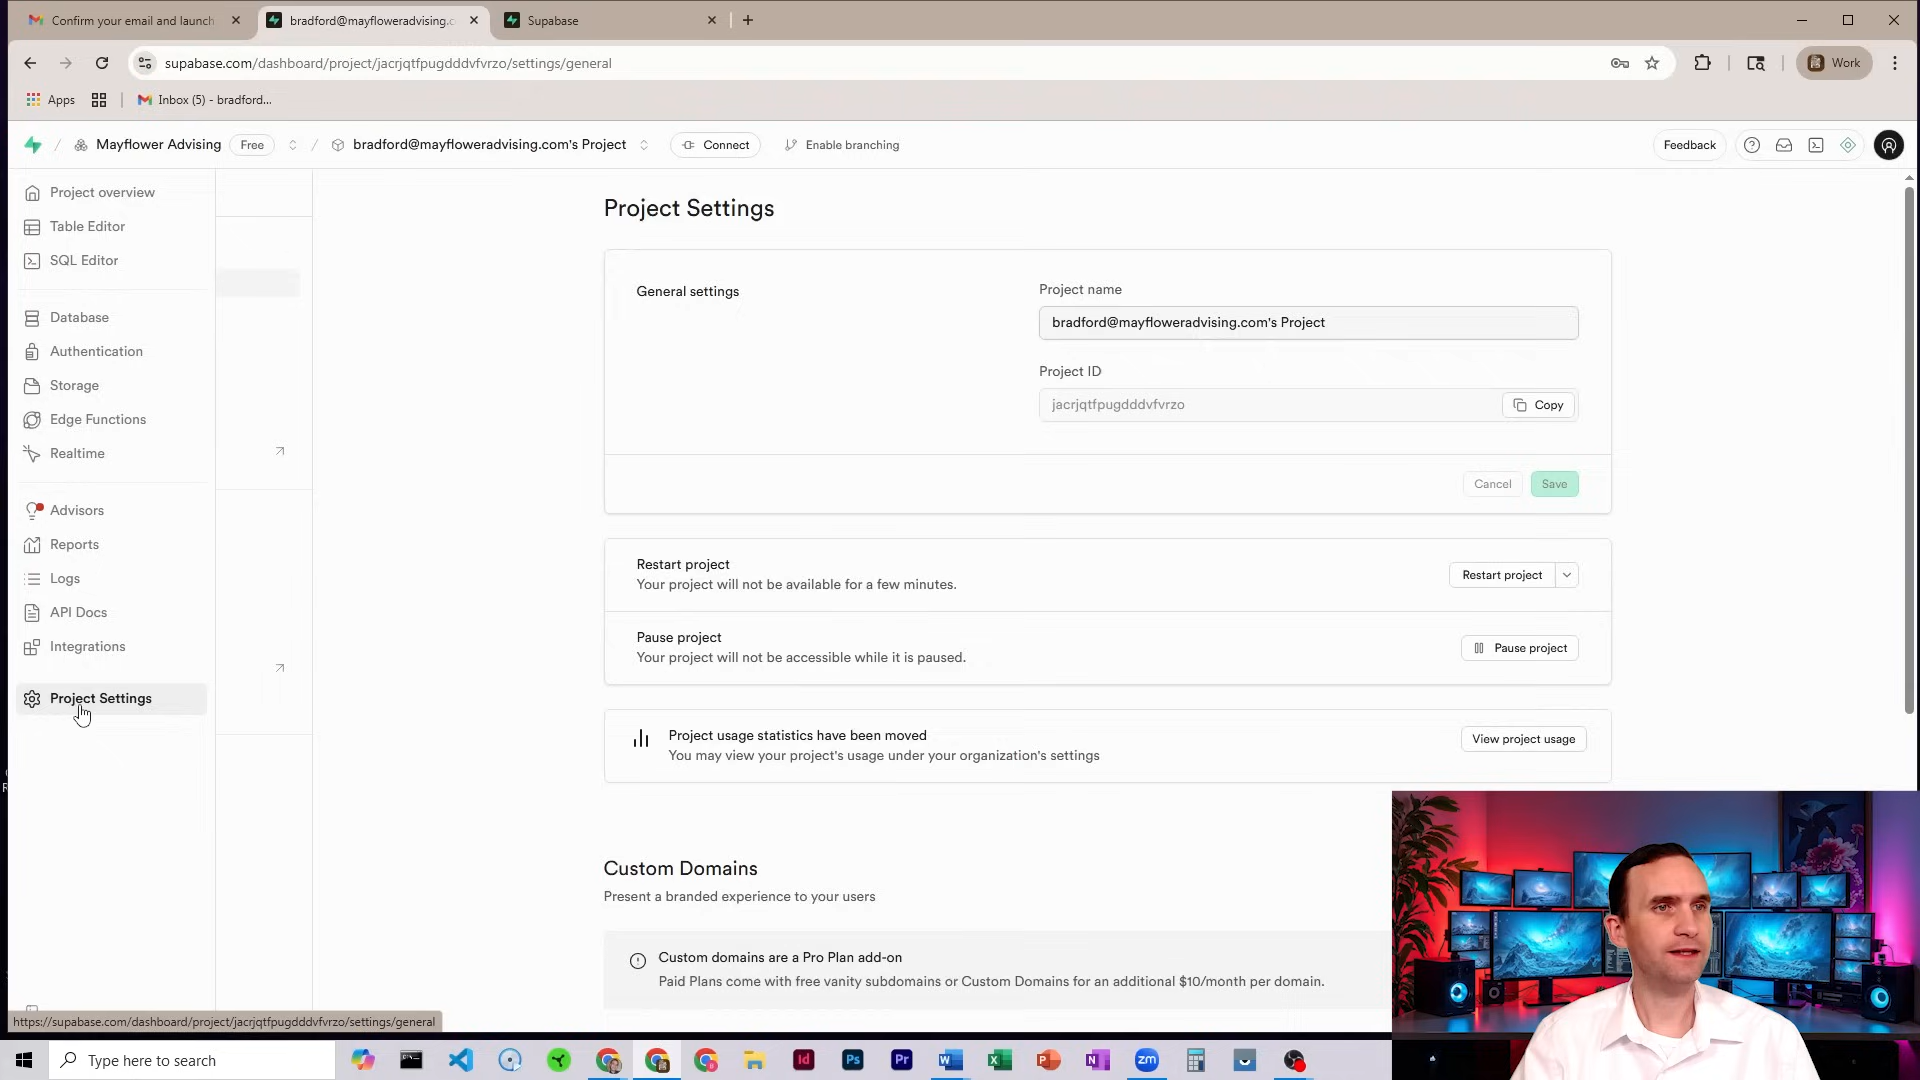 Confirm your email and launch
bradford@mayfloweradvising.c
Supabase
supabase.com/dashboard/project/jacrjqtfpugdddvfvrzo/settings/general
Work
Apps
Inbox (5) - bradford...
Mayflower Advising
Free
bradford@mayfloweradvising.com's Project
Connect
Enable branching
Feedback
Project overview
Table Editor
SQL Editor
Database
Authentication
Storage
Edge Functions
Realtime
Advisors
Reports
Logs
API Docs
Integrations
Project Settings
Project Settings
General settings
Project name
bradford@mayfloweradvising.com's Project
Project ID
jacrjqtfpugdddvfvrzo
Copy
Cancel
Save
Restart project
Your project will not be available for a few minutes.
Restart project
Pause project
Your project will not be accessible while it is paused.
Pause project
Project usage statistics have been moved
You may view your project's usage under your organization's settings
View project usage
Custom Domains
Present a branded experience to your users
Custom domains are a Pro Plan add-on
Paid Plans come with free vanity subdomains or Custom Domains for an additional $10/month per domain.
https://supabase.com/dashboard/project/jacrjqtfpugdddvfvrzo/settings/general
Type here to search
Id
Ps
Pr
W
X
P
N
zm